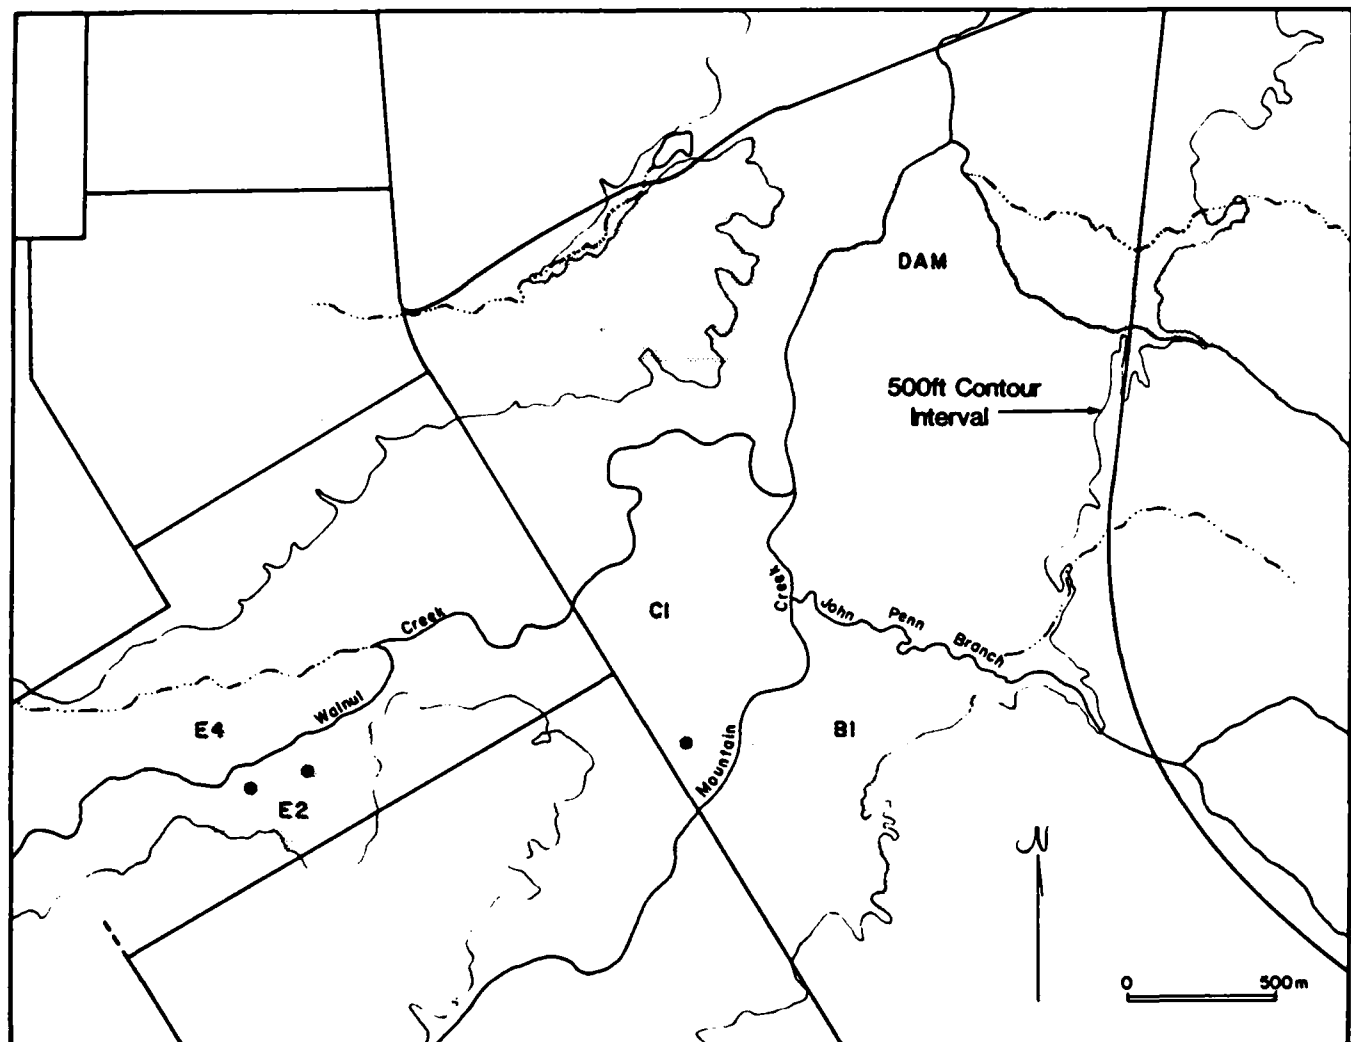 N
DAM
500ft Contour
Interval
Creek
John Penn Branch
C1
Creek
Walnut
E4
Mountain
B1
E2
0 500m